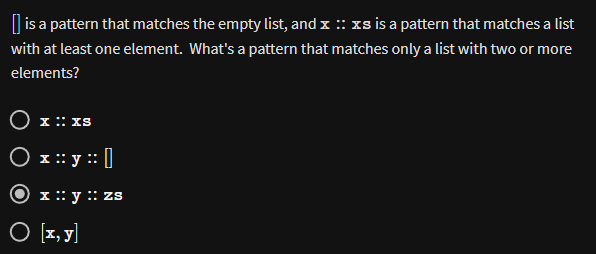 [] is a pattern that matches the empty list, and x :: xs is a pattern that matches a list
with at least one element. What's a pattern that matches only a list with two or more
elements?
x :: xs
x :: y :: []
x :: y :: zs
[x, y]